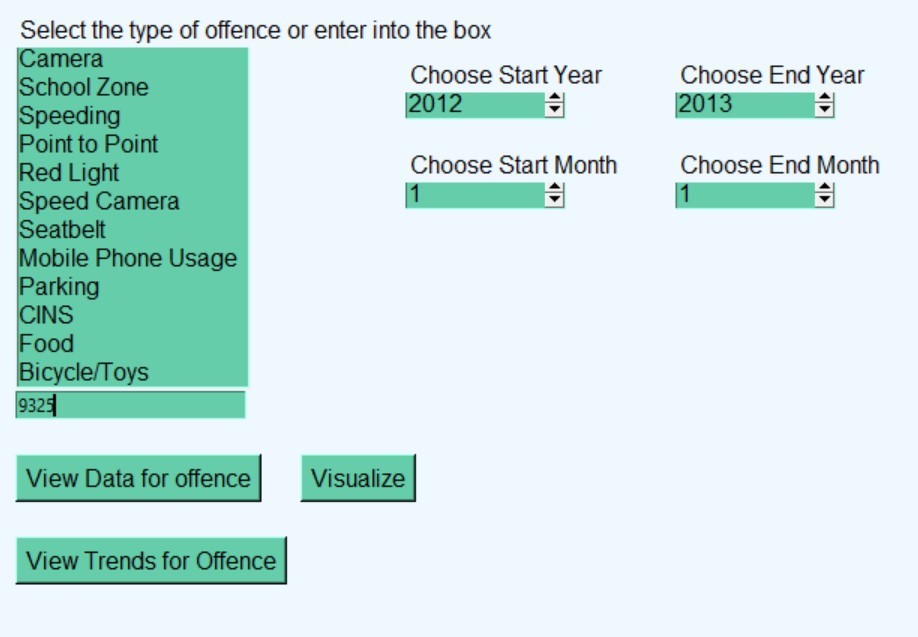 Select the type of offence or enter into the box
Camera
School Zone
Speeding
Point to Point
Red Light
Speed Camera
Seatbelt
Mobile Phone Usage
Parking
CINS
Food
Bicycle/Toys
9325
Choose Start Year
2012
Choose End Year
2013
Choose Start Month
1
Choose End Month
1
View Data for offence
Visualize
View Trends for Offence